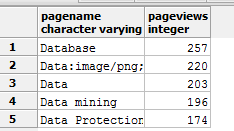 pagename pageviews
character varying integer
1 Database 257
2 Data:image/png; 220
3 Data 203
4 Data mining 196
5 Data Protection 174